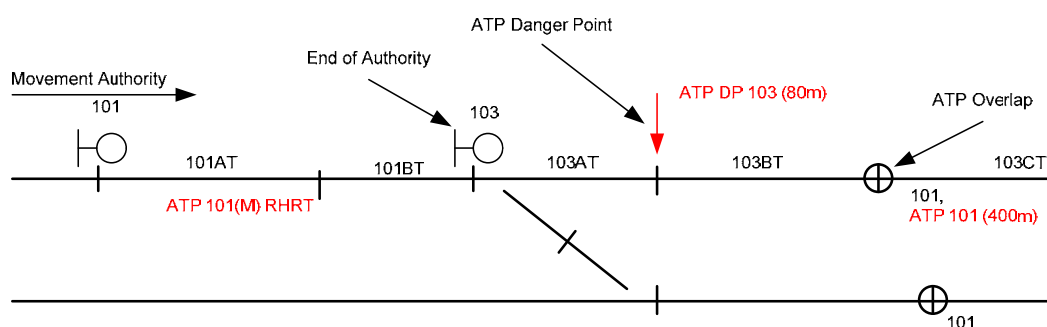 ATP Danger Point
End of Authority
Movement Authority
ATP DP 103 (80m)
ATP Overlap
101
103
101AT
101BT
103AT
103BT
103CT
ATP 101(M) RHRT
101,
ATP 101 (400m)
101